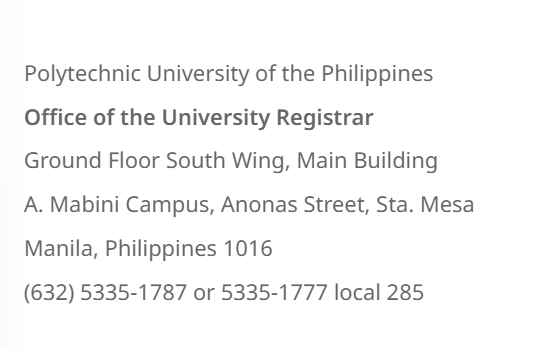 Polytechnic University of the Philippines
Office of the University Registrar
Ground Floor South Wing, Main Building
A. Mabini Campus, Anonas Street, Sta. Mesa
Manila, Philippines 1016
(632) 5335-1787 or 5335-1777 local 285